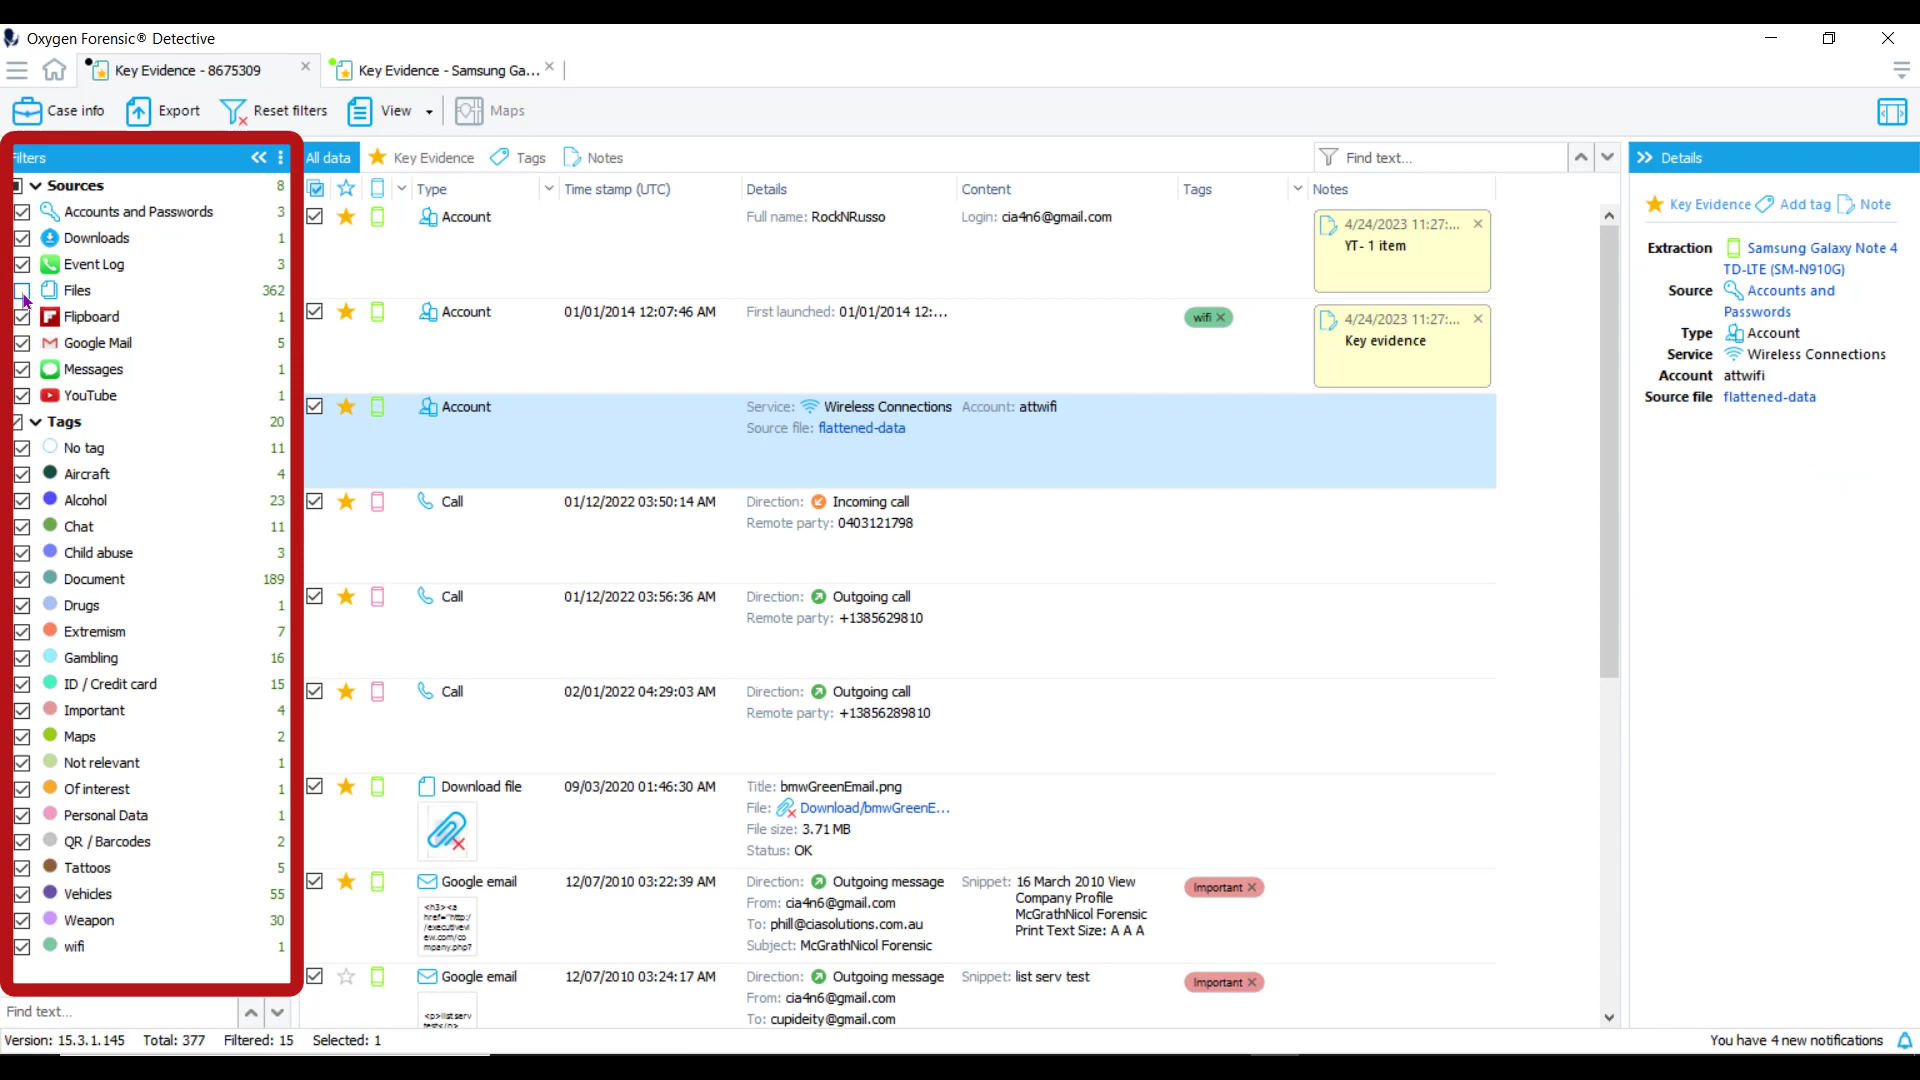 Oxygen Forensic® Detective
Key Evidence - 8675309
Key Evidence - Samsung Ga...
Case info
Export
Reset filters
View
Maps
Filters
Sources 8
Accounts and Passwords 3
Downloads 1
Event Log 3
Files 362
Flipboard 1
Google Mail 5
Messages 1
YouTube 1
Tags 20
No tag 11
Aircraft 4
Alcohol 23
Chat 11
Child abuse 3
Document 189
Drugs 1
Extremism 7
Gambling 16
ID / Credit card 15
Important 4
Maps 2
Not relevant 1
Of interest 1
Personal Data 1
QR / Barcodes 2
Tattoos 5
Vehicles 55
Weapon 30
wifi 1
Find text...
All data Key Evidence Tags Notes Find text...
Type Time stamp (UTC) Details Content Tags Notes
Account Full name: RockNRusso Login: cia4n6@gmail.com
4/24/2023 11:27:...
YT- 1 item
Account 01/01/2014 12:07:46 AM First launched: 01/01/2014 12:... wifi
4/24/2023 11:27:...
Key evidence
Account Service: Wireless Connections Account: attwifi
Source file: flattened-data
Call 01/12/2022 03:50:14 AM Direction: Incoming call
Remote party: 0403121798
Call 01/12/2022 03:56:36 AM Direction: Outgoing call
Remote party: +1385629810
Call 02/01/2022 04:29:03 AM Direction: Outgoing call
Remote party: +13856289810
Download file 09/03/2020 01:46:30 AM Title: bmwGreenEmail.png
File: Download/bmwGreenE...
File size: 3.71 MB
Status: OK
Google email 12/07/2010 03:22:39 AM Direction: Outgoing message Snippet: 16 March 2010 View Important
From: cia4n6@gmail.com Company Profile
To: phill@ciasolutions.com.au McGrathNicol Forensic
Subject: McGrathNicol Forensic Print Text Size: A A A
<h3><a
href="http:/
/executivevi
ew.com/co
mpany.php?
Google email 12/07/2010 03:24:17 AM Direction: Outgoing message Snippet: list serv test Important
From: cia4n6@gmail.com
To: cupideity@gmail.com
<p>list serv
Details
Key Evidence Add tag Note
Extraction Samsung Galaxy Note 4
TD-LTE (SM-N910G)
Source Accounts and
Passwords
Type Account
Service Wireless Connections
Account attwifi
Source file flattened-data
Version: 15.3.1.145 Total: 377 Filtered: 15 Selected: 1
You have 4 new notifications